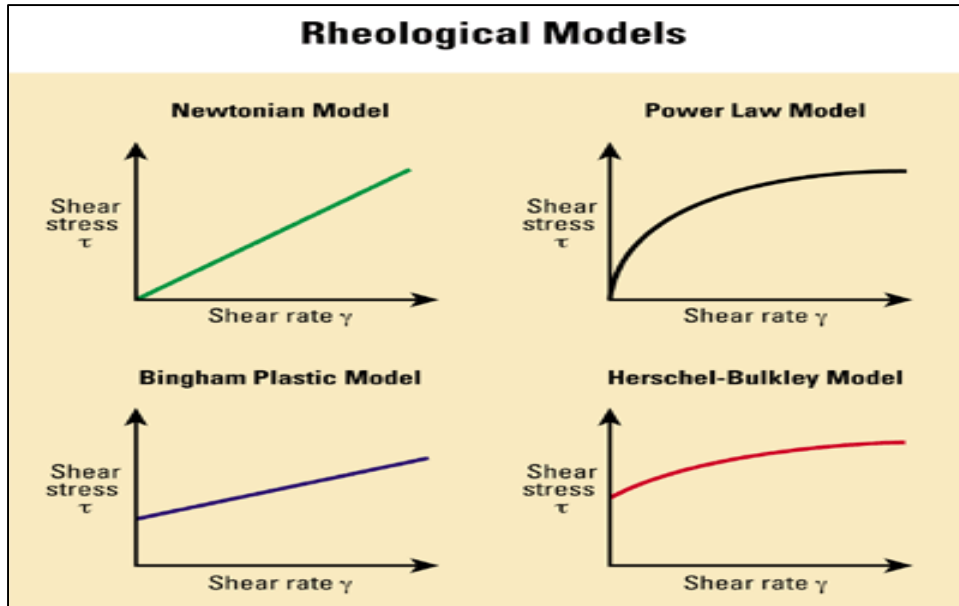 Rheological Models
Newtonian Model
Shear
stress
τ
Shear rate γ
Power Law Model
Shear
stress
τ
Shear rate γ
Bingham Plastic Model
Shear
stress
τ
Shear rate γ
Herschel-Bulkley Model
Shear
stress
τ
Shear rate γ